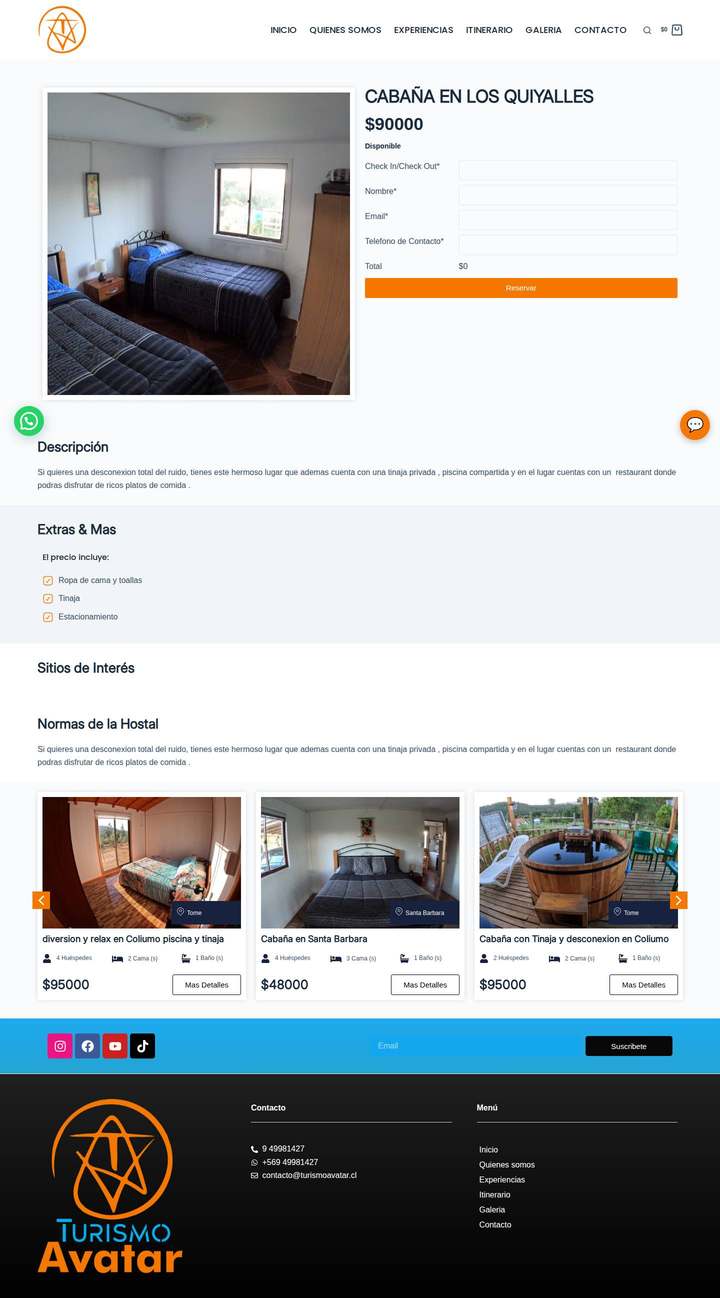 INICIO QUIENES SOMOS EXPERIENCIAS ITINERARIO GALERIA CONTACTO $0
CABAÑA EN LOS QUIYALLES
$90000
Disponible
Check In/Check Out*
Nombre*
Email*
Telefono de Contacto*
Total $0
Reservar
Descripción
Si quieres una desconexion total del ruido, tienes este hermoso lugar que ademas cuenta con una tinaja privada , piscina compartida y en el lugar cuentas con un restaurant donde
podras disfrutar de ricos platos de comida .
Extras & Mas
El precio incluye:
Ropa de cama y toallas
Tinaja
Estacionamiento
Sitios de Interés
Normas de la Hostal
Si quieres una desconexion total del ruido, tienes este hermoso lugar que ademas cuenta con una tinaja privada , piscina compartida y en el lugar cuentas con un restaurant donde
podras disfrutar de ricos platos de comida .
Tome
diversion y relax en Coliumo piscina y tinaja
4 Huéspedes 2 Cama (s) 1 Baño (s)
$95000 Mas Detalles
Santa Barbara
Cabaña en Santa Barbara
4 Huéspedes 3 Cama (s) 1 Baño (s)
$48000 Mas Detalles
Tome
Cabaña con Tinaja y desconexion en Coliumo
2 Huéspedes 2 Cama (s) 1 Baño (s)
$95000 Mas Detalles
Email Suscribete
Turismo
Avatar
Contacto
9 49981427
+569 49981427
contacto@turismoavatar.cl
Menú
Inicio
Quienes somos
Experiencias
Itinerario
Galeria
Contacto